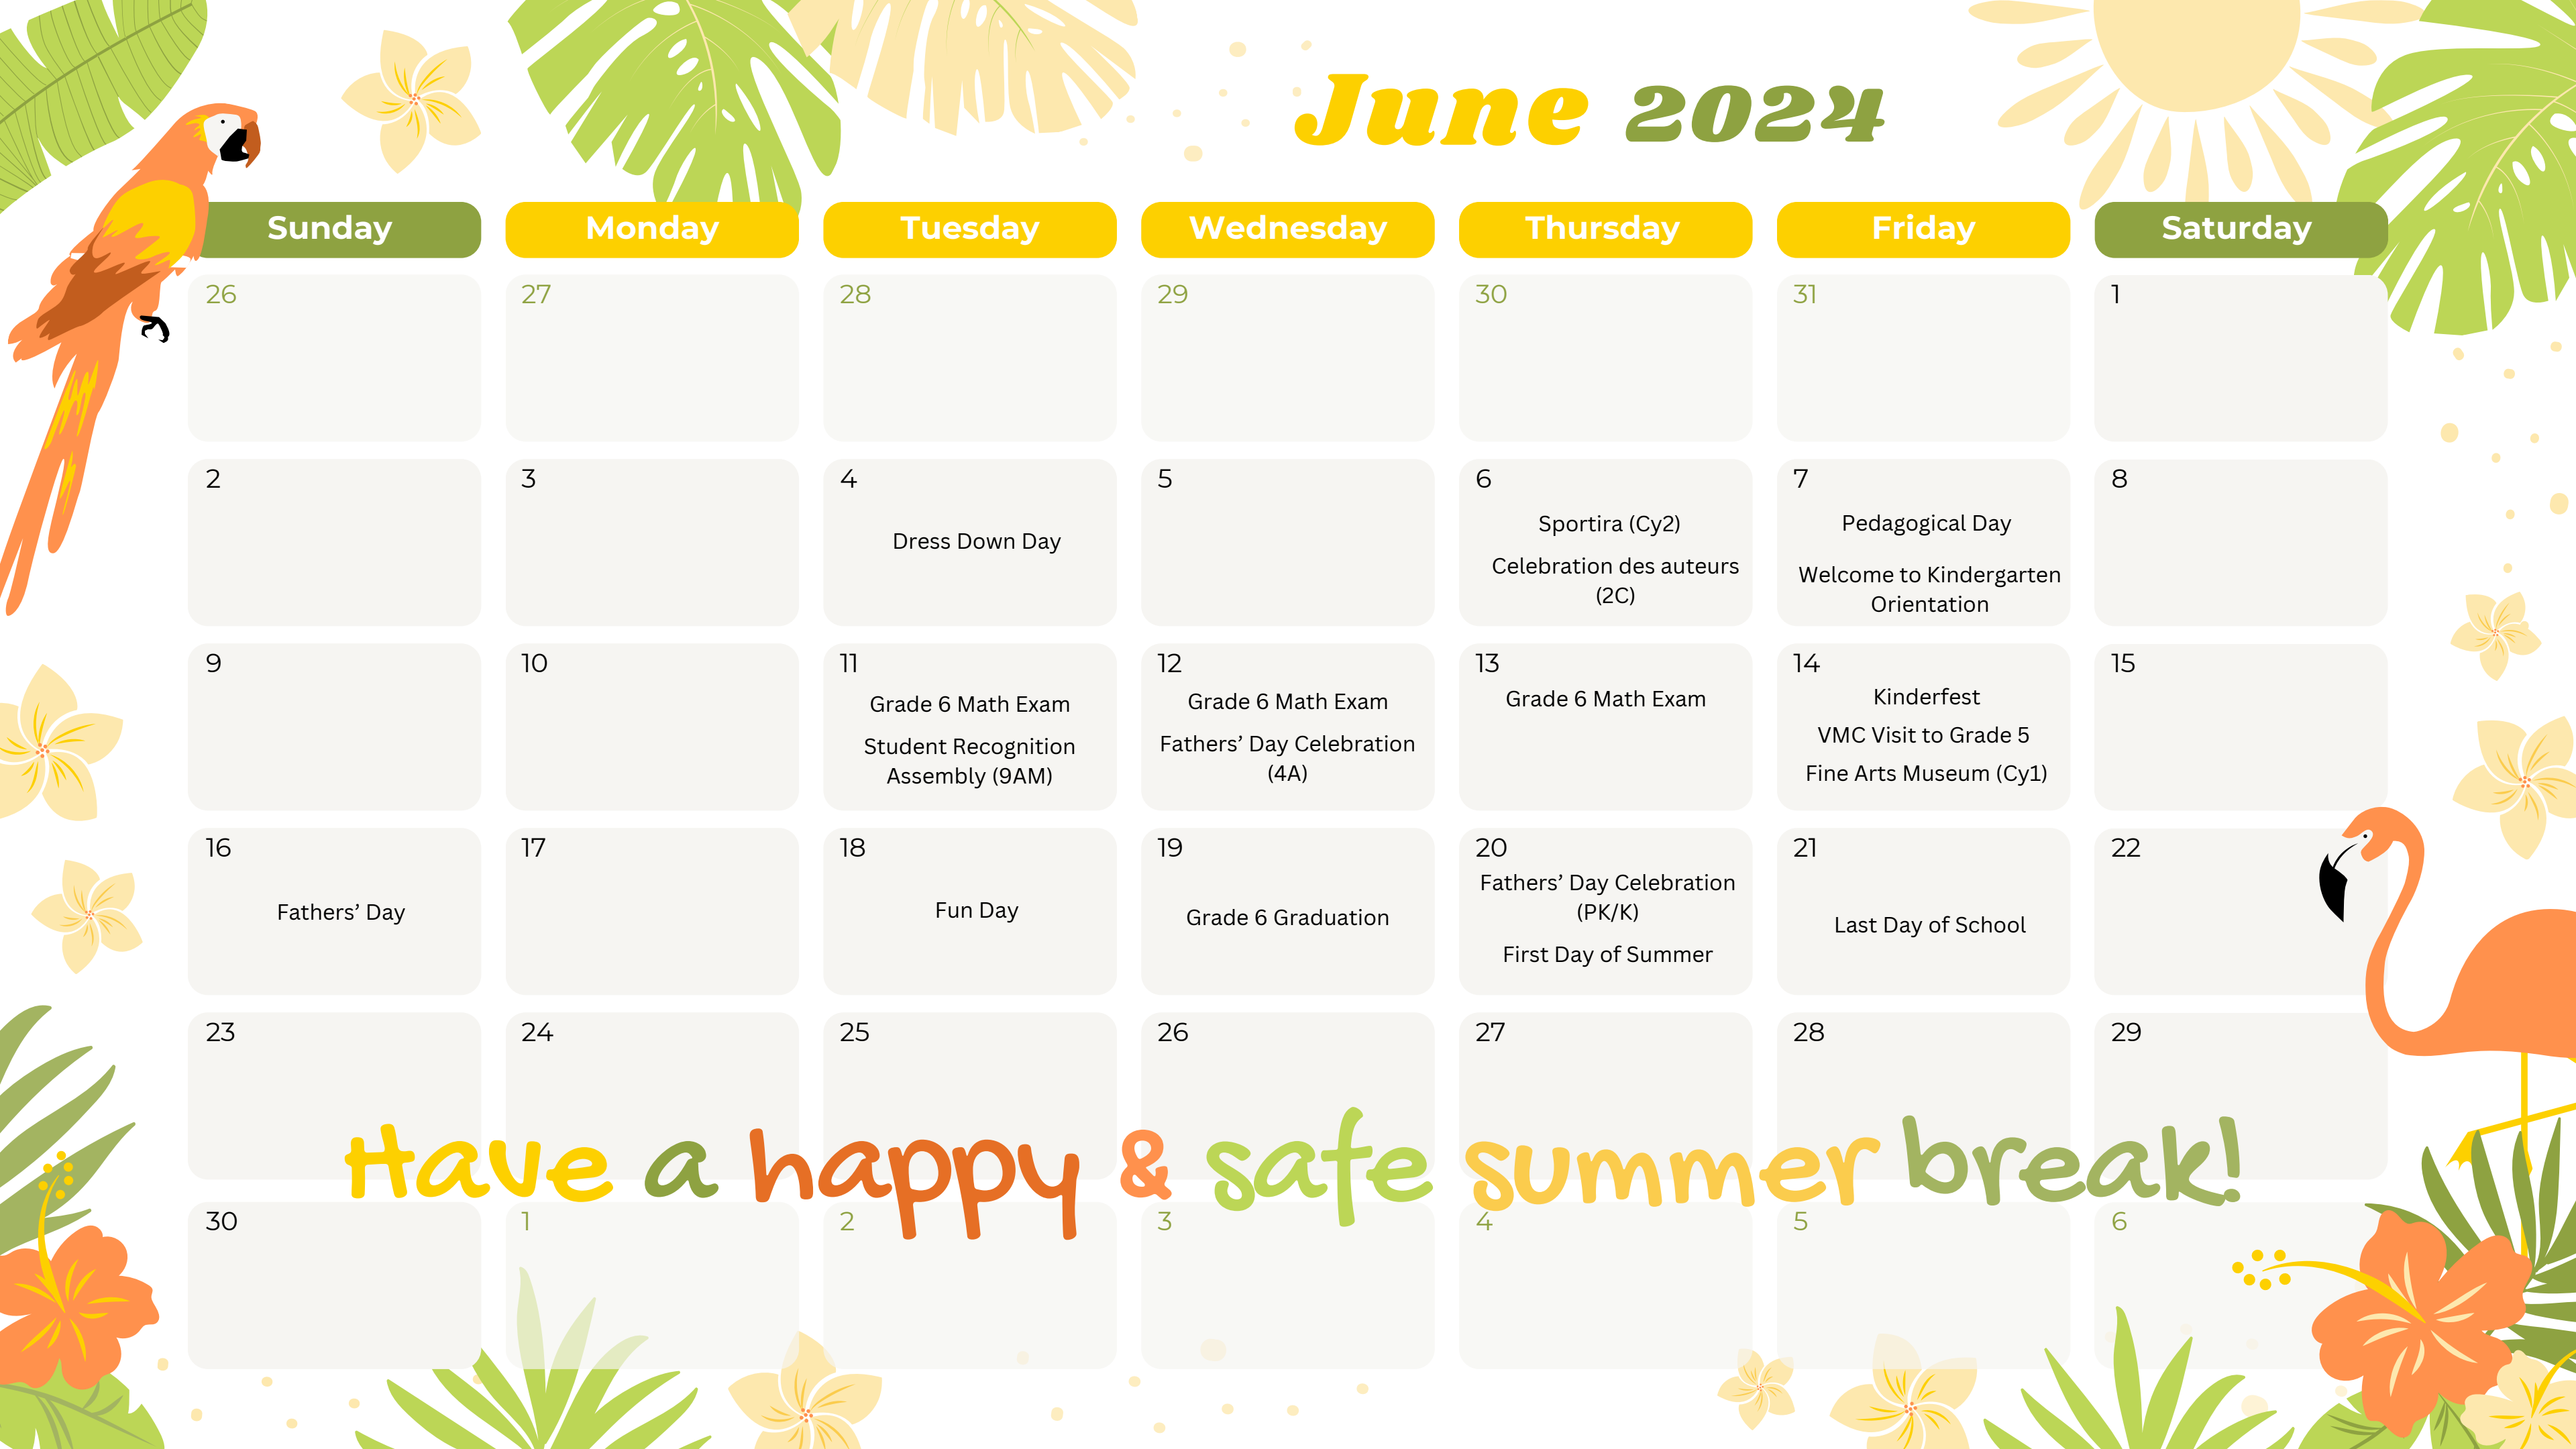 June 2024
Sunday Monday Tuesday Wednesday Thursday Friday Saturday
26 27 28 29 30 31 1
2 3 4 5 6 7 8
Dress Down Day
Sportira (Cy2)
Celebration des auteurs
(2C)
Pedagogical Day
Welcome to Kindergarten
Orientation
9 10 11 12 13 14 15
Grade 6 Math Exam
Student Recognition
Assembly (9AM)
Grade 6 Math Exam
Fathers’ Day Celebration
(4A)
Grade 6 Math Exam
Kinderfest
VMC Visit to Grade 5
Fine Arts Museum (Cy1)
16 17 18 19 20 21 22
Fathers’ Day
Fun Day
Grade 6 Graduation
Fathers’ Day Celebration
(PK/K)
First Day of Summer
Last Day of School
23 24 25 26 27 28 29
Have a happy & safe summer break!
30 1 2 3 4 5 6